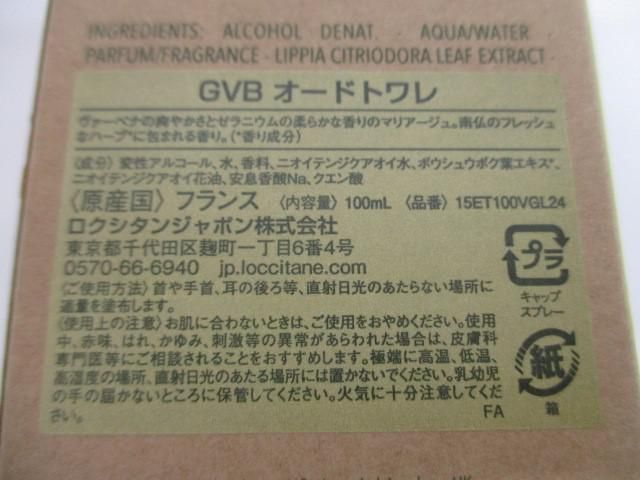 INGREDIENTS: ALCOHOL DENAT. · AQUA/WATER
PARFUM/FRAGRANCE · LIPPIA CITRIODORA LEAF EXTRACT ·
GVB オードトワレ
ヴァーベナの爽やかさとゼラニウムの柔らかな香りのマリアージュ。南仏のフレッシュ
なハーブ*に包まれる香り。(*香り成分)
〈成分〉変性アルコール、水、香料、ニオイテンジクアオイ水、ボウシュウボク葉エキス*、
ニオイテンジクアオイ花油、安息香酸Na、クエン酸
〈原産国〉フランス 〈内容量〉100mL 〈品番〉15ET100VGL24
ロクシタンジャポン株式会社
東京都千代田区麹町一丁目6番4号
0570-66-6940 jp.loccitane.com
〈ご使用方法〉首や手首、耳の後ろ等、直射日光のあたらない場所に
適量を塗布します。
〈使用上の注意〉お肌に合わないときは、ご使用をおやめください。使用
中、赤味、はれ、かゆみ、刺激等の異常があらわれた場合は、皮膚科
専門医等にご相談されることをおすすめします。極端に高温、低温、
高湿度の場所、直射日光のあたる場所には置かないでください。乳幼児
の手の届かないところに保管してください。火気に十分注意してくだ
さい。
FA
プラ
キャップ
スプレー
紙
箱